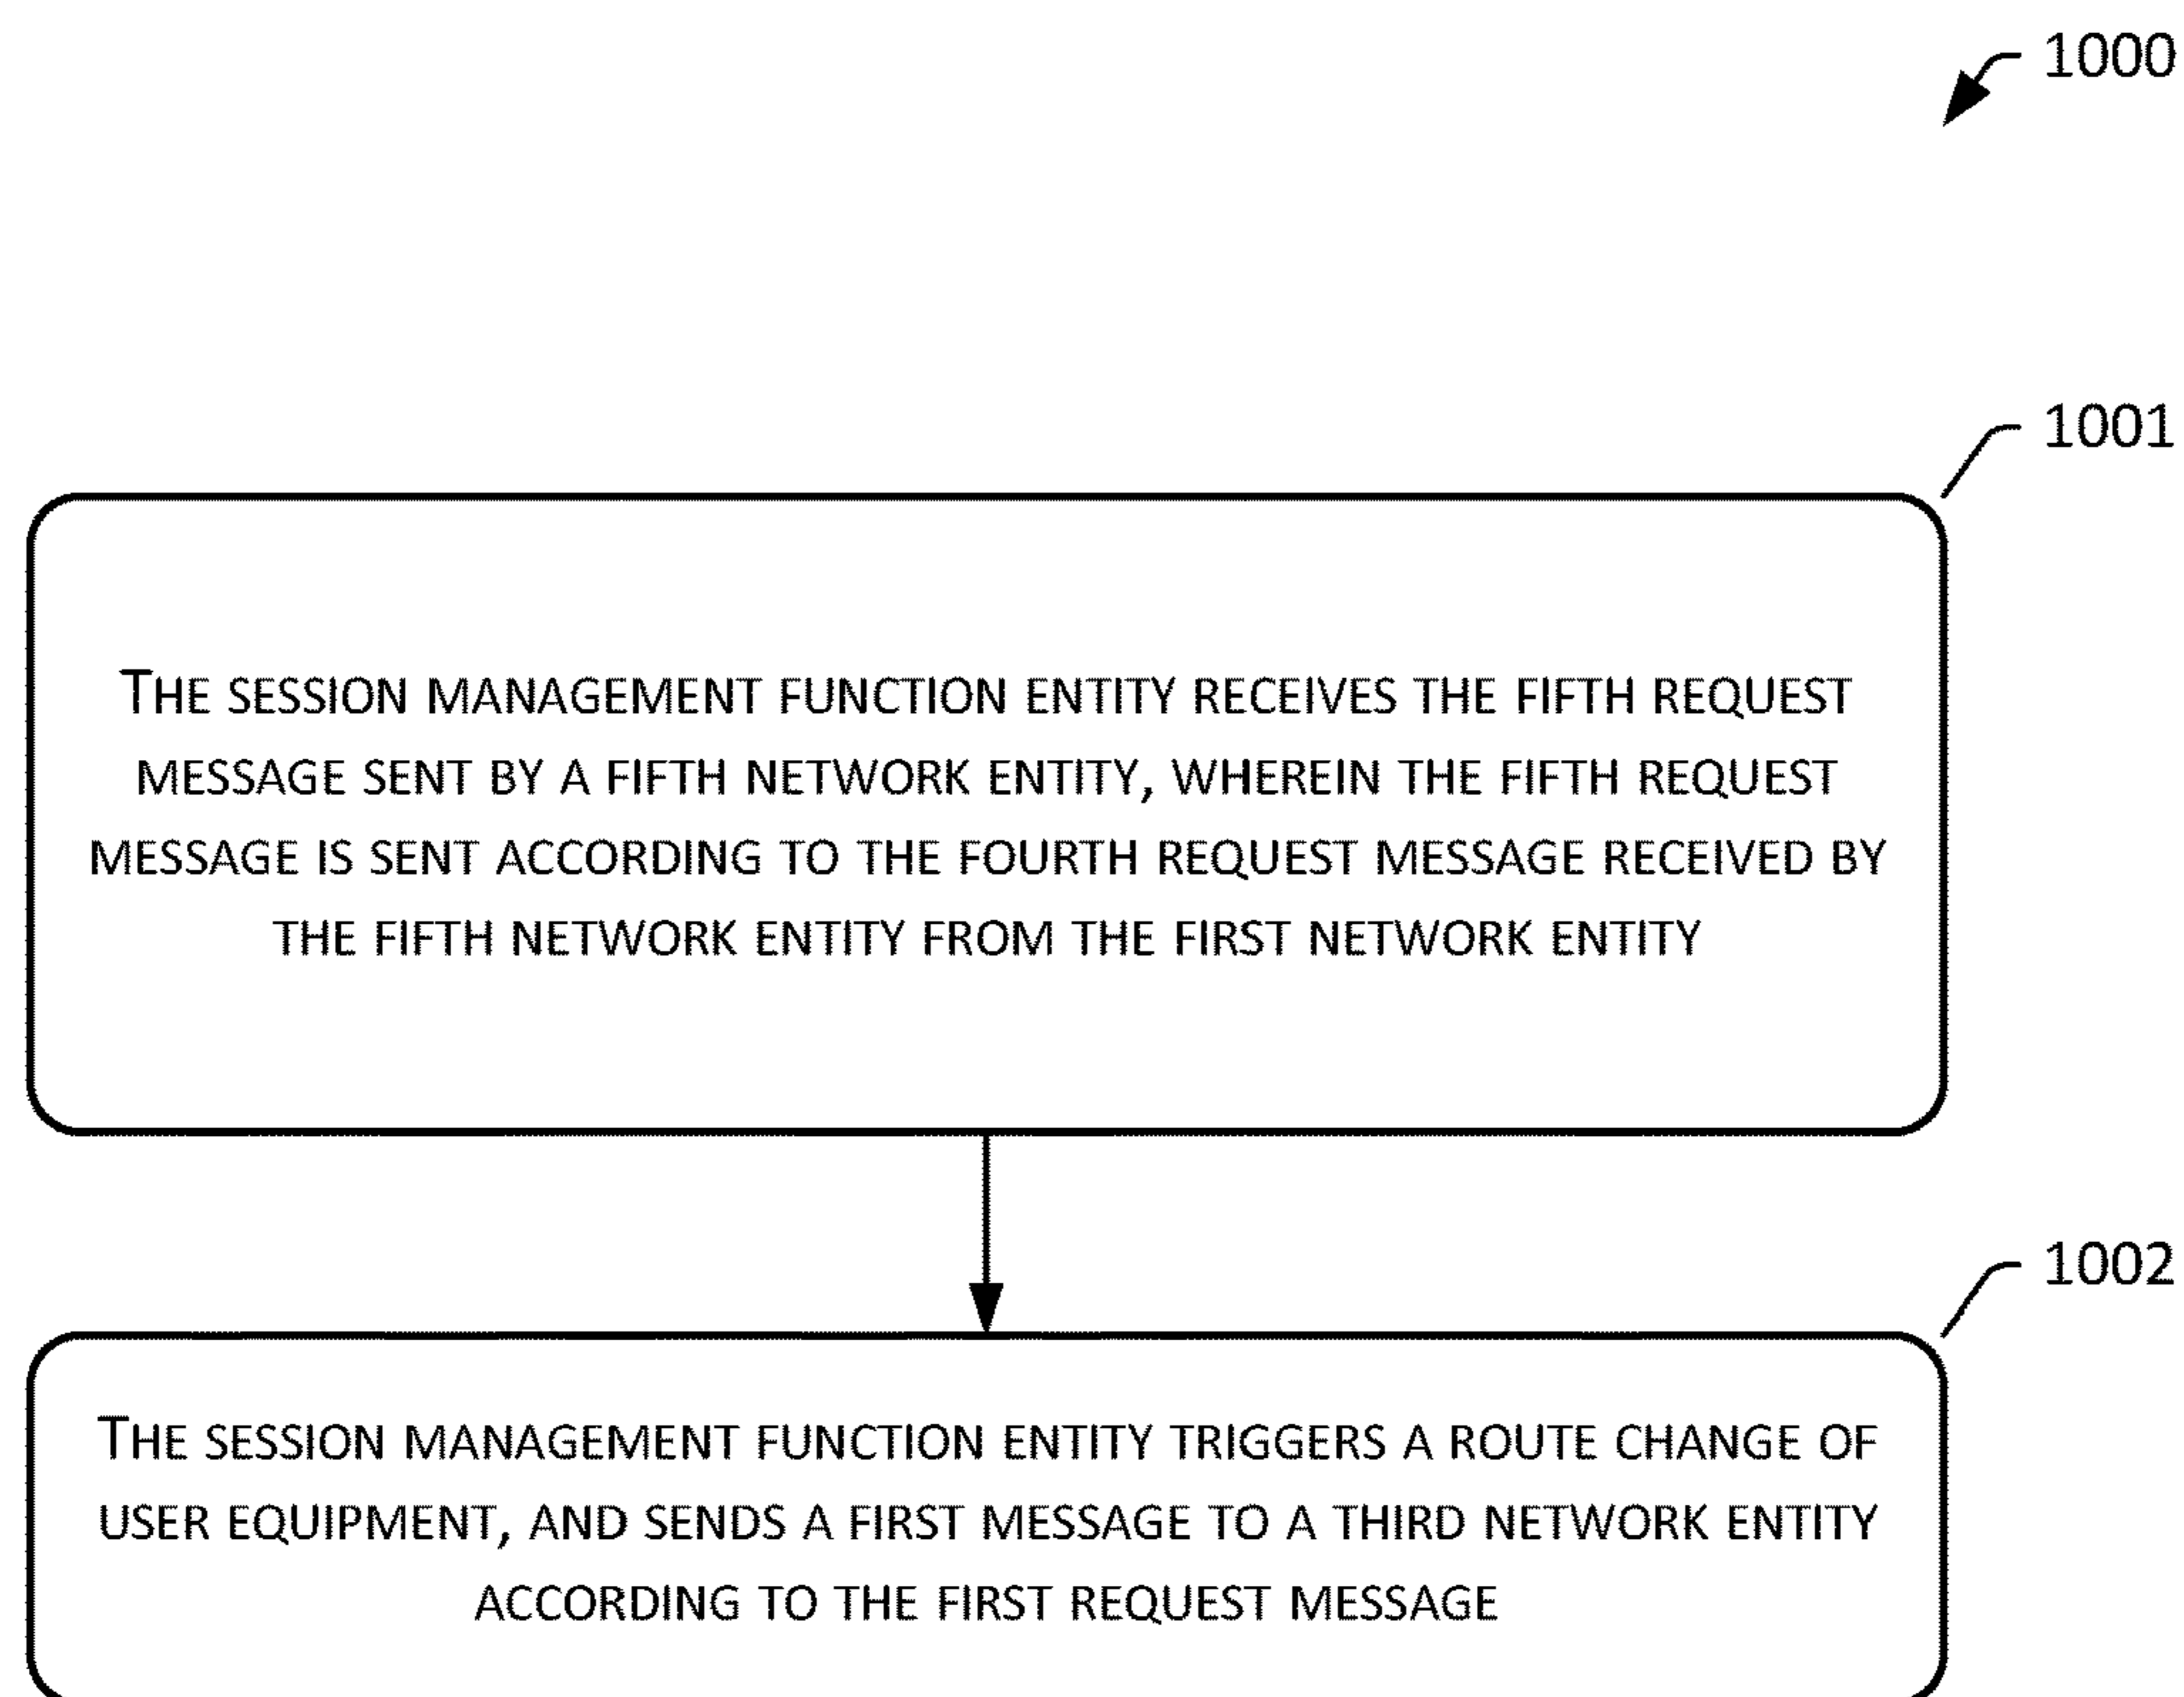 1000
1001
THE SESSION MANAGEMENT FUNCTION ENTITY RECEIVES THE FIFTH REQUEST
MESSAGE SENT BY A FIFTH NETWORK ENTITY, WHEREIN THE FIFTH REQUEST
MESSAGE IS SENT ACCORDING TO THE FOURTH REQUEST MESSAGE RECEIVED BY
THE FIFTH NETWORK ENTITY FROM THE FIRST NETWORK ENTITY
1002
THE SESSION MANAGEMENT FUNCTION ENTITY TRIGGERS A ROUTE CHANGE OF
USER EQUIPMENT, AND SENDS A FIRST MESSAGE TO A THIRD NETWORK ENTITY
ACCORDING TO THE FIRST REQUEST MESSAGE